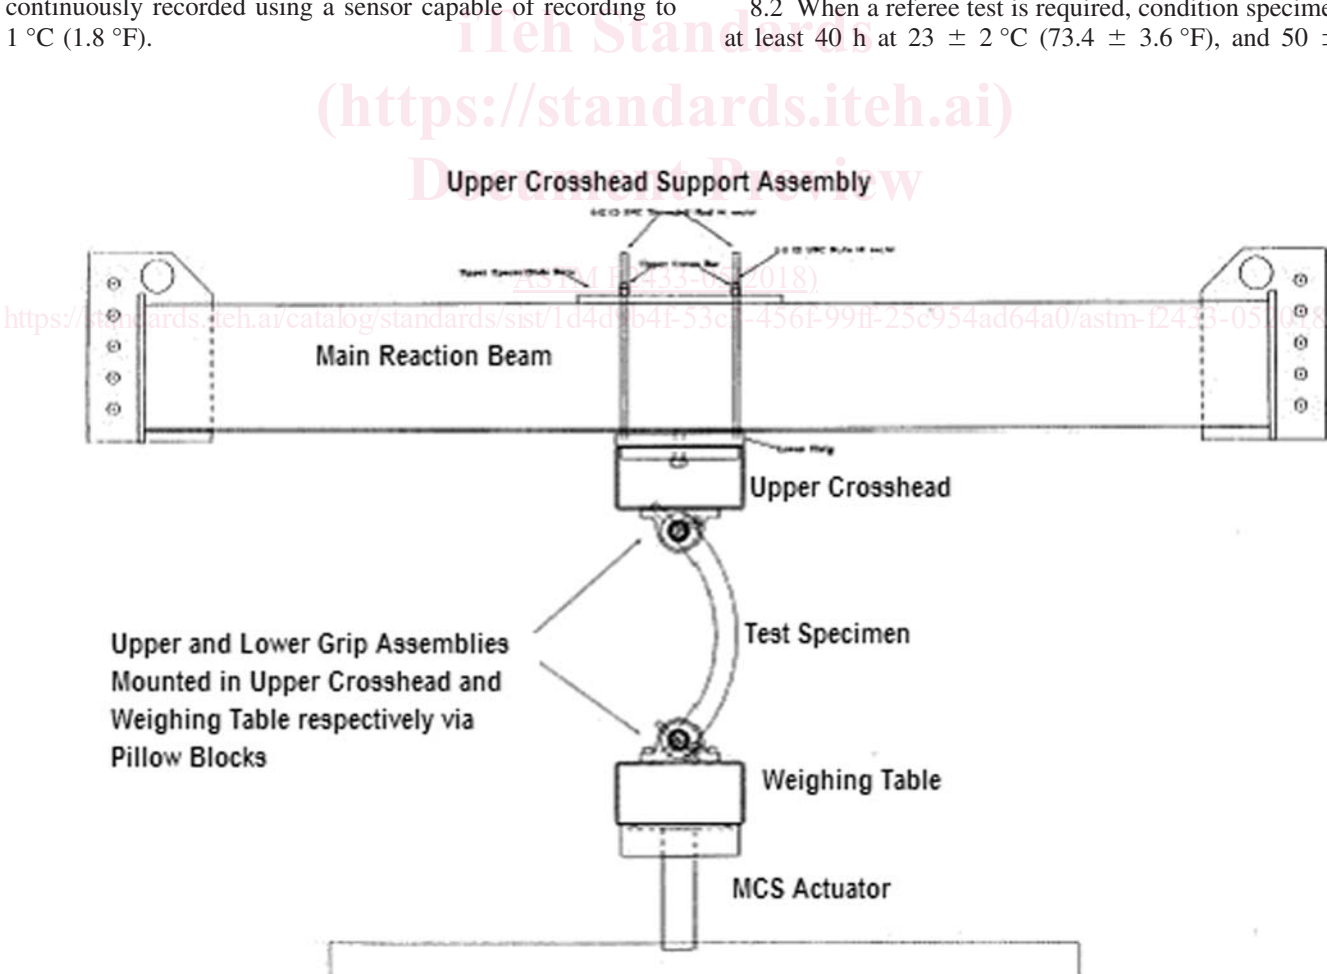 continuously recorded using a sensor capable of recording to
1 °C (1.8 °F).
8.2 When a referee test is required, condition specime
at least 40 h at 23 ± 2 °C (73.4 ± 3.6 °F), and 50 ±
iTeh Standards
(https://standards.iteh.ai)
Document Preview
Upper Crosshead Support Assembly
ASTM F2433-05(2018)
https://standards.iteh.ai/catalog/standards/sist/
-456f-99ff-25c954ad64a0/astm-f2433-052018
Main Reaction Beam
Upper Crosshead
Test Specimen
Upper and Lower Grip Assemblies
Mounted in Upper Crosshead and
Weighing Table respectively via
Pillow Blocks
Weighing Table
MCS Actuator